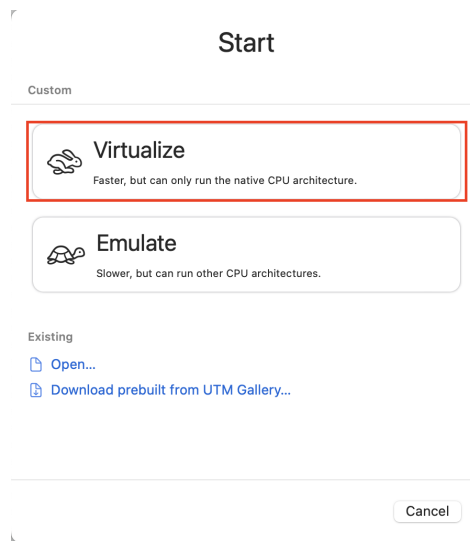 Start
Custom
Virtualize
Faster, but can only run the native CPU architecture.
Emulate
Slower, but can run other CPU architectures.
Existing
Open...
Download prebuilt from UTM Gallery...
Cancel